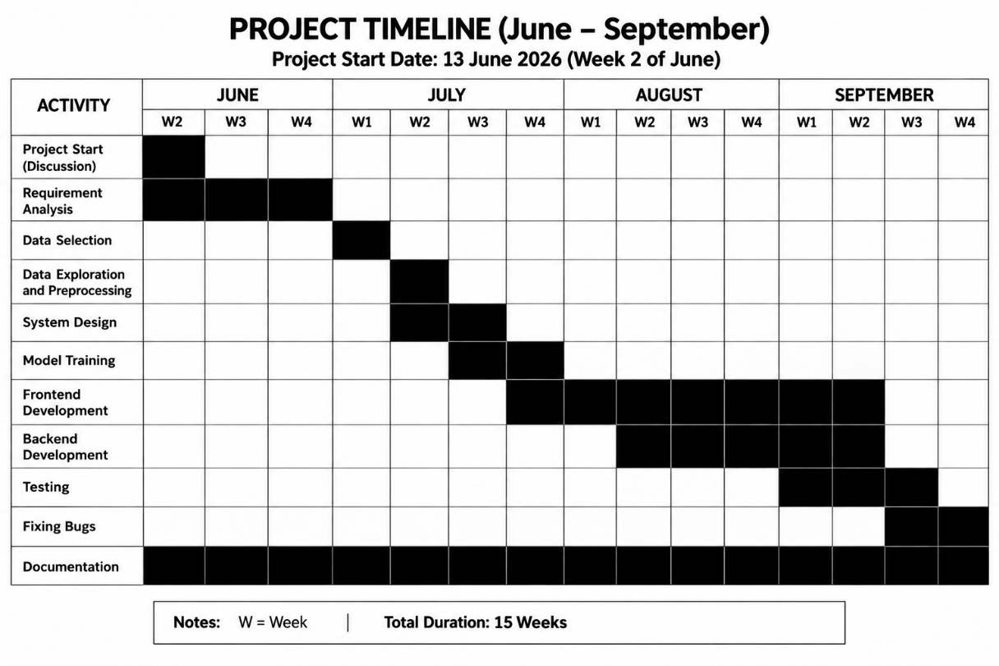 PROJECT TIMELINE (June – September)
Project Start Date: 13 June 2026 (Week 2 of June)
ACTIVITY JUNE JULY AUGUST SEPTEMBER
W2 W3 W4 W1 W2 W3 W4 W1 W2 W3 W4 W1 W2 W3 W4
Project Start
(Discussion)
Requirement
Analysis
Data Selection
Data Exploration
and Preprocessing
System Design
Model Training
Frontend
Development
Backend
Development
Testing
Fixing Bugs
Documentation
Notes: W = Week | Total Duration: 15 Weeks